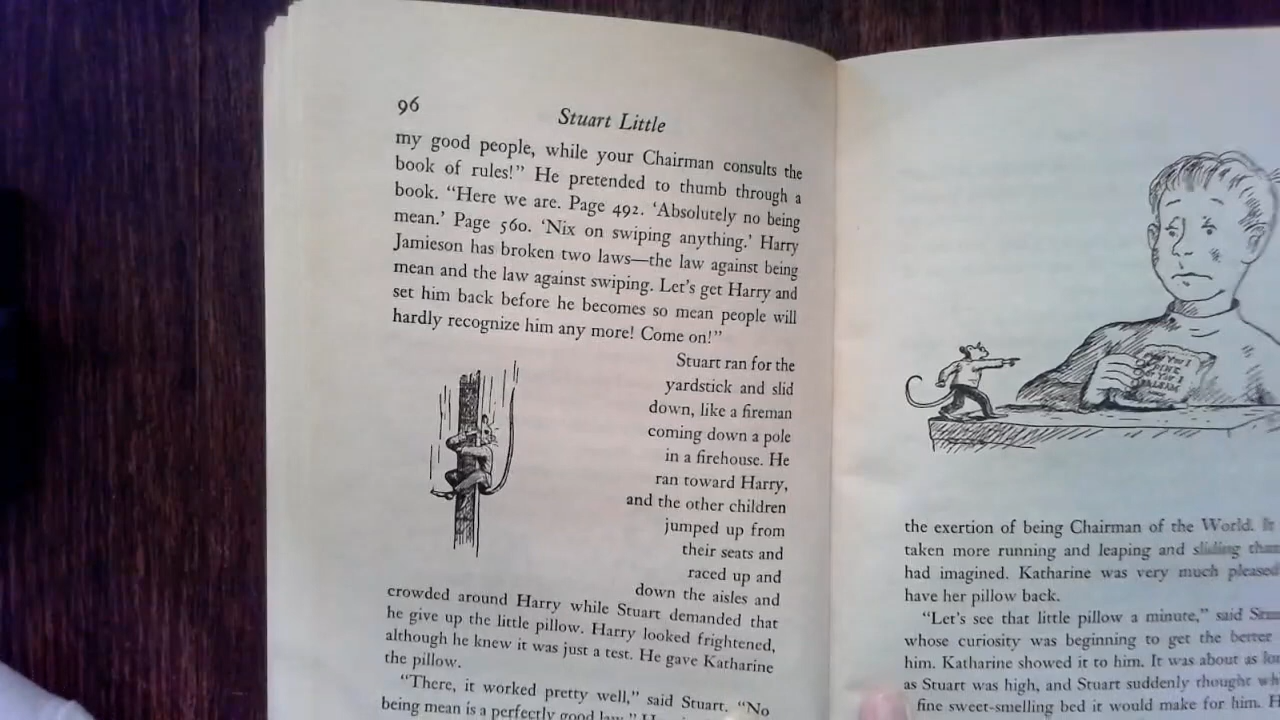 96
Stuart Little
my good people, while your Chairman consults the
book of rules!” He pretended to thumb through a
book. “Here we are. Page 492. ‘Absolutely no being
mean.’ Page 560. ‘Nix on swiping anything.’ Harry
Jamieson has broken two laws—the law against being
mean and the law against swiping. Let’s get Harry and
set him back before he becomes so mean people will
hardly recognize him any more! Come on!”
Stuart ran for the
yardstick and slid
down, like a fireman
coming down a pole
in a firehouse. He
ran toward Harry,
and the other children
jumped up from
their seats and
raced up and
down the aisles and
crowded around Harry while Stuart demanded that
he give up the little pillow. Harry looked frightened,
although he knew it was just a test. He gave Katharine
the pillow.
“There, it worked pretty well,” said Stuart. “No
being mean is a perfectly good law.”
the exertion of being Chairman of the World. It
taken more running and leaping and sliding than
had imagined. Katharine was very much pleased
have her pillow back.
“Let’s see that little pillow a minute,” said
whose curiosity was beginning to get the better
him. Katharine showed it to him. It was about as
as Stuart was high, and Stuart suddenly thought
fine sweet-smelling bed it would make for him.